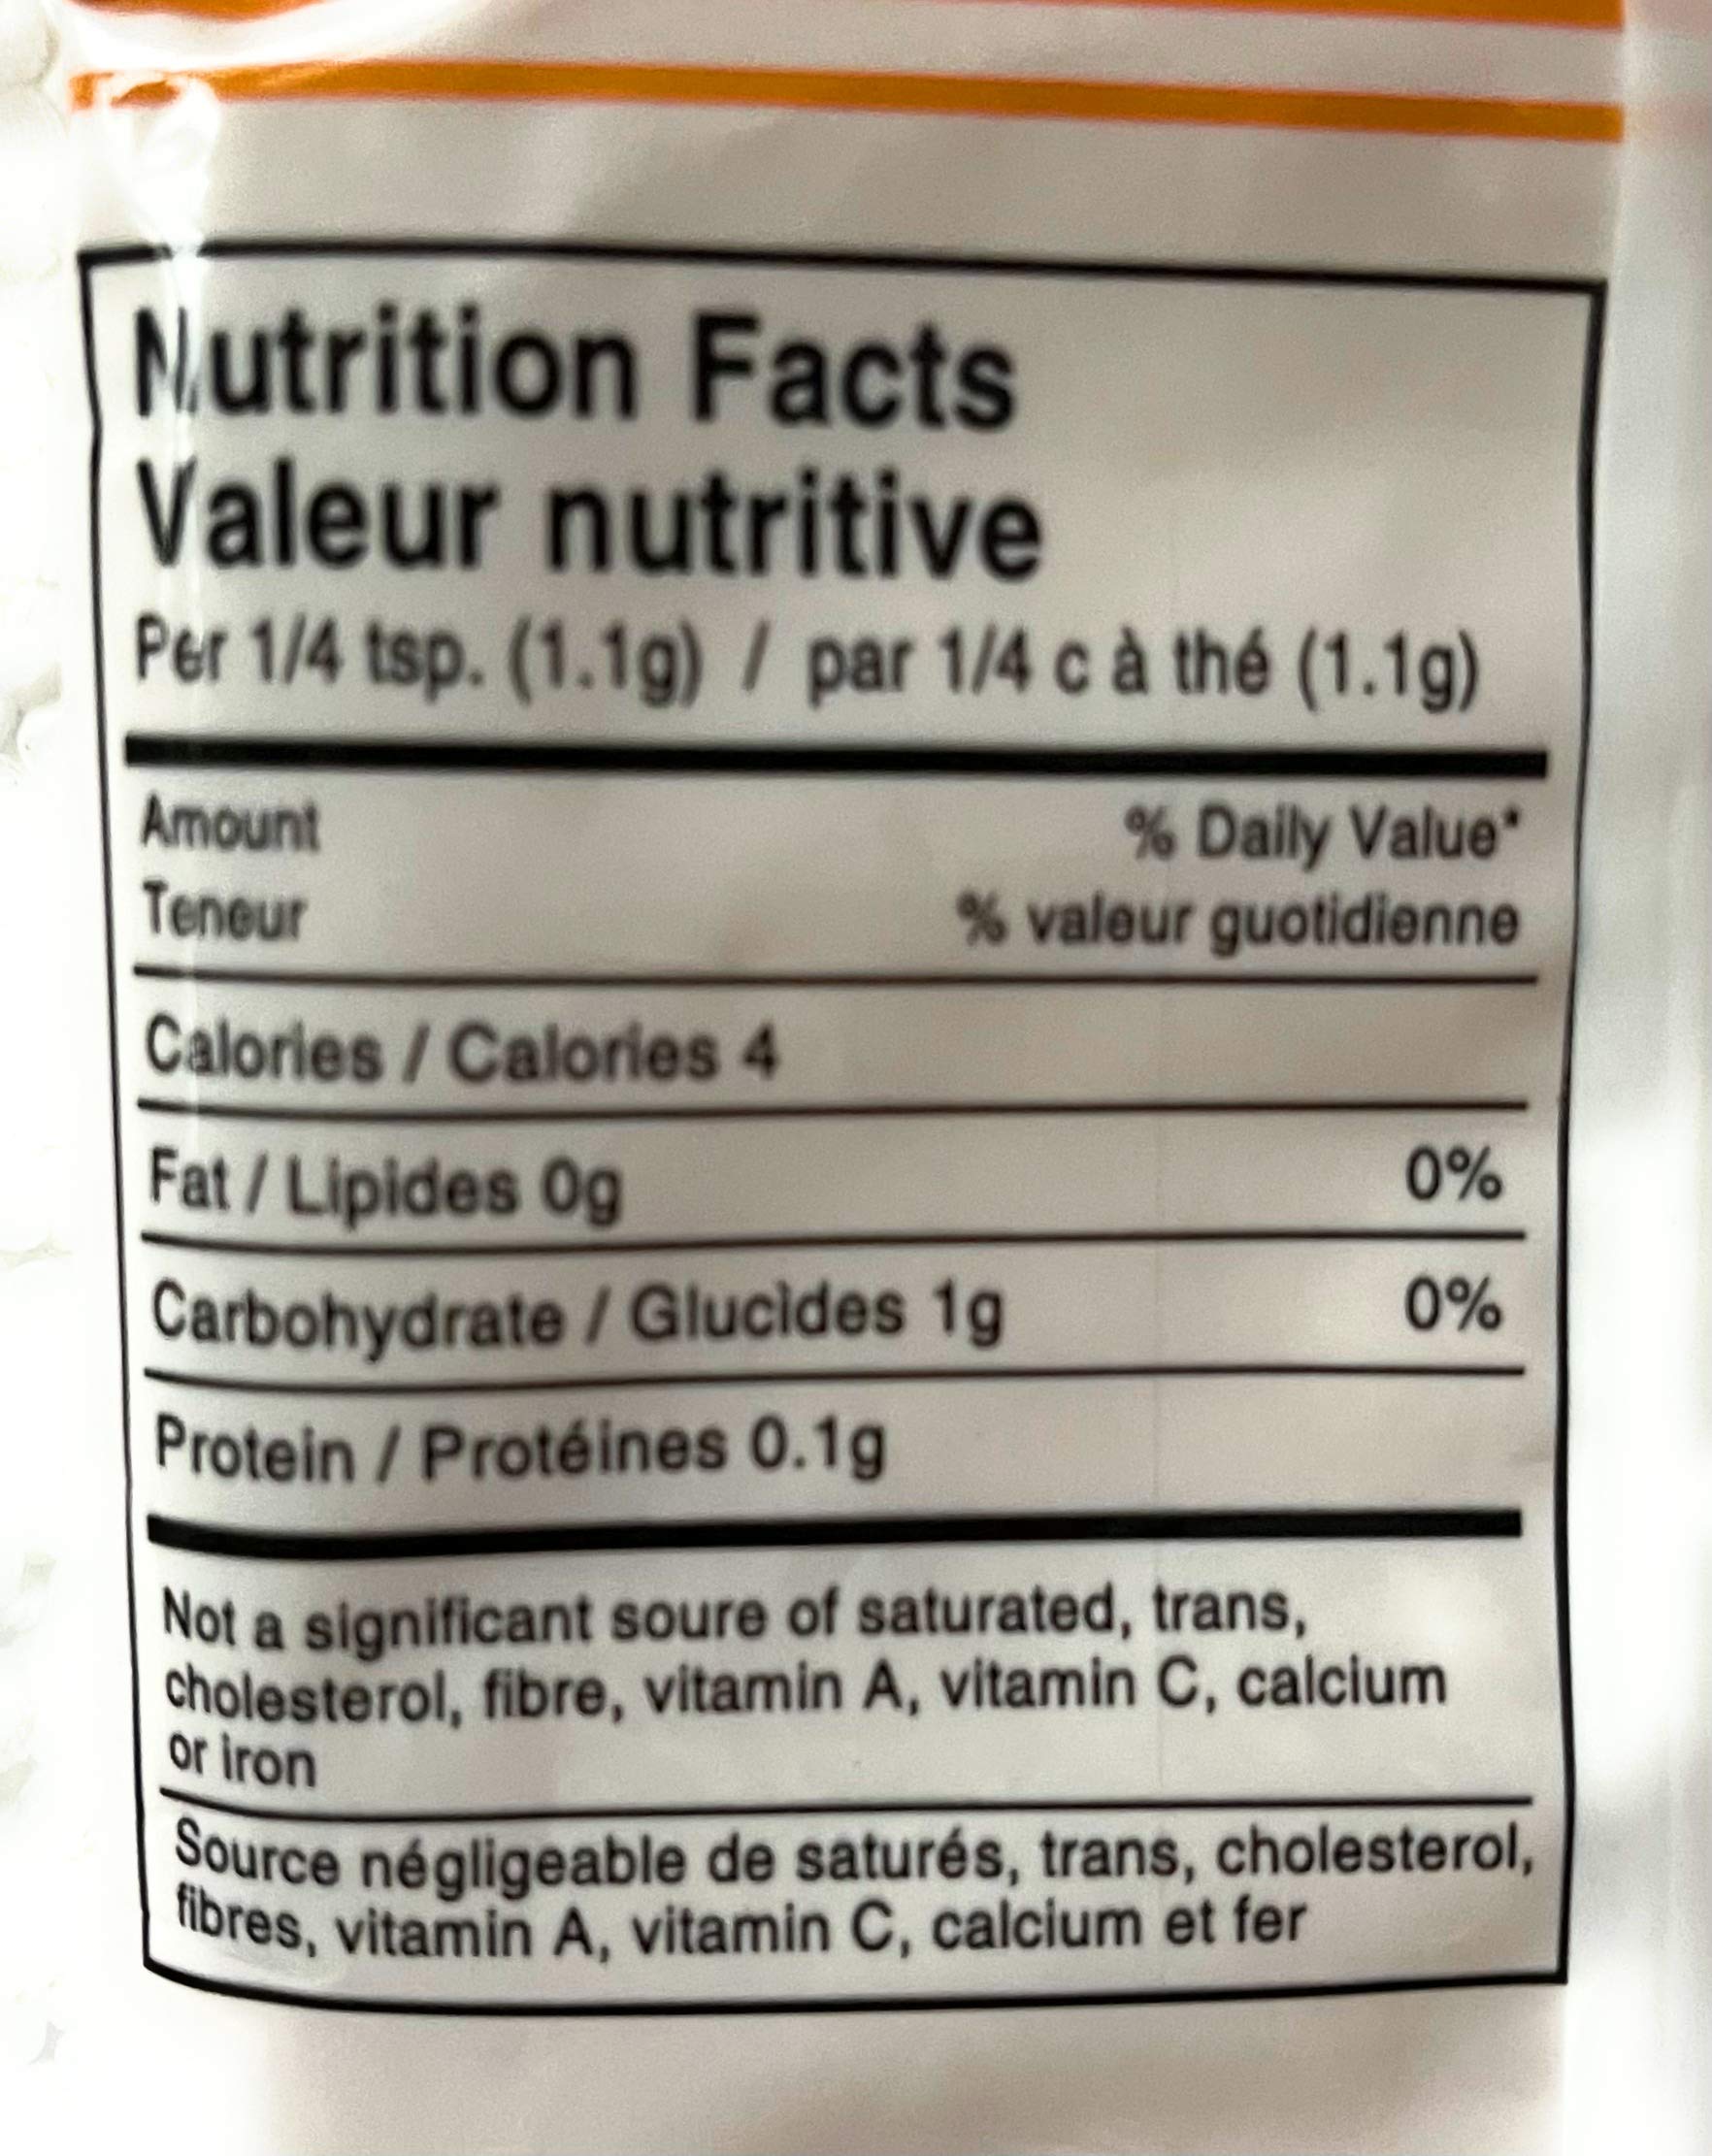 Nutrition Facts
Valeur nutritive
Per 1/4 tsp. (1.1g) / par 1/4 c à thé (1.1g)
Amount % Daily Value*
Teneur % valeur guotidienne
Calories / Calories 4
Fat / Lipides 0g 0%
Carbohydrate / Glucides 1g 0%
Protein / Protéines 0.1g
Not a significant soure of saturated, trans,
cholesterol, fibre, vitamin A, vitamin C, calcium
or iron
Source négligeable de saturés, trans, cholesterol,
fibres, vitamin A, vitamin C, calcium et fer